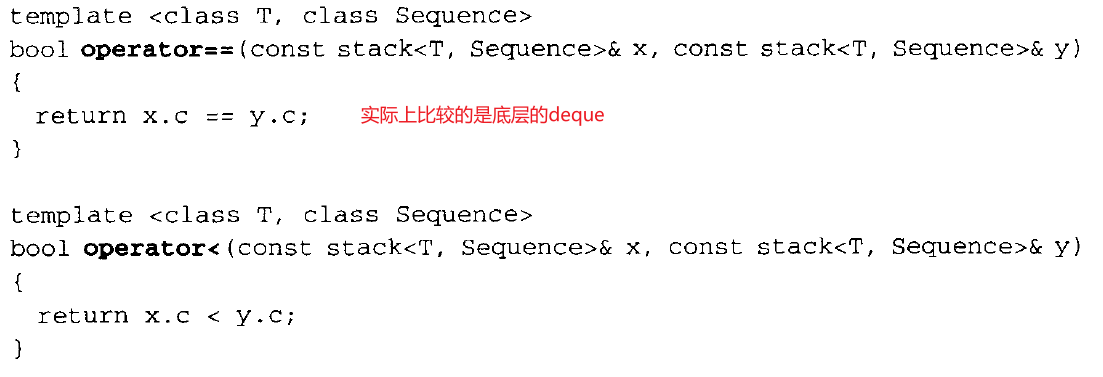 template <class T, class Sequence>
bool operator==(const stack<T, Sequence>& x, const stack<T, Sequence>& y)
{
return x.c == y.c; 实际上比较的是底层的deque
}
template <class T, class Sequence>
bool operator<(const stack<T, Sequence>& x, const stack<T, Sequence>& y)
{
return x.c < y.c;
}